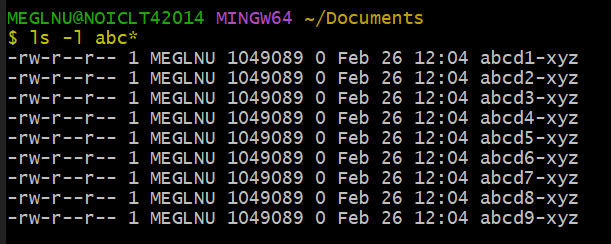 MEGLNU@NOICLT42014 MINGW64 ~/Documents
$ ls -l abc*
-rw-r--r-- 1 MEGLNU 1049089 0 Feb 26 12:04 abcd1-xyz
-rw-r--r-- 1 MEGLNU 1049089 0 Feb 26 12:04 abcd2-xyz
-rw-r--r-- 1 MEGLNU 1049089 0 Feb 26 12:04 abcd3-xyz
-rw-r--r-- 1 MEGLNU 1049089 0 Feb 26 12:04 abcd4-xyz
-rw-r--r-- 1 MEGLNU 1049089 0 Feb 26 12:04 abcd5-xyz
-rw-r--r-- 1 MEGLNU 1049089 0 Feb 26 12:04 abcd6-xyz
-rw-r--r-- 1 MEGLNU 1049089 0 Feb 26 12:04 abcd7-xyz
-rw-r--r-- 1 MEGLNU 1049089 0 Feb 26 12:04 abcd8-xyz
-rw-r--r-- 1 MEGLNU 1049089 0 Feb 26 12:04 abcd9-xyz